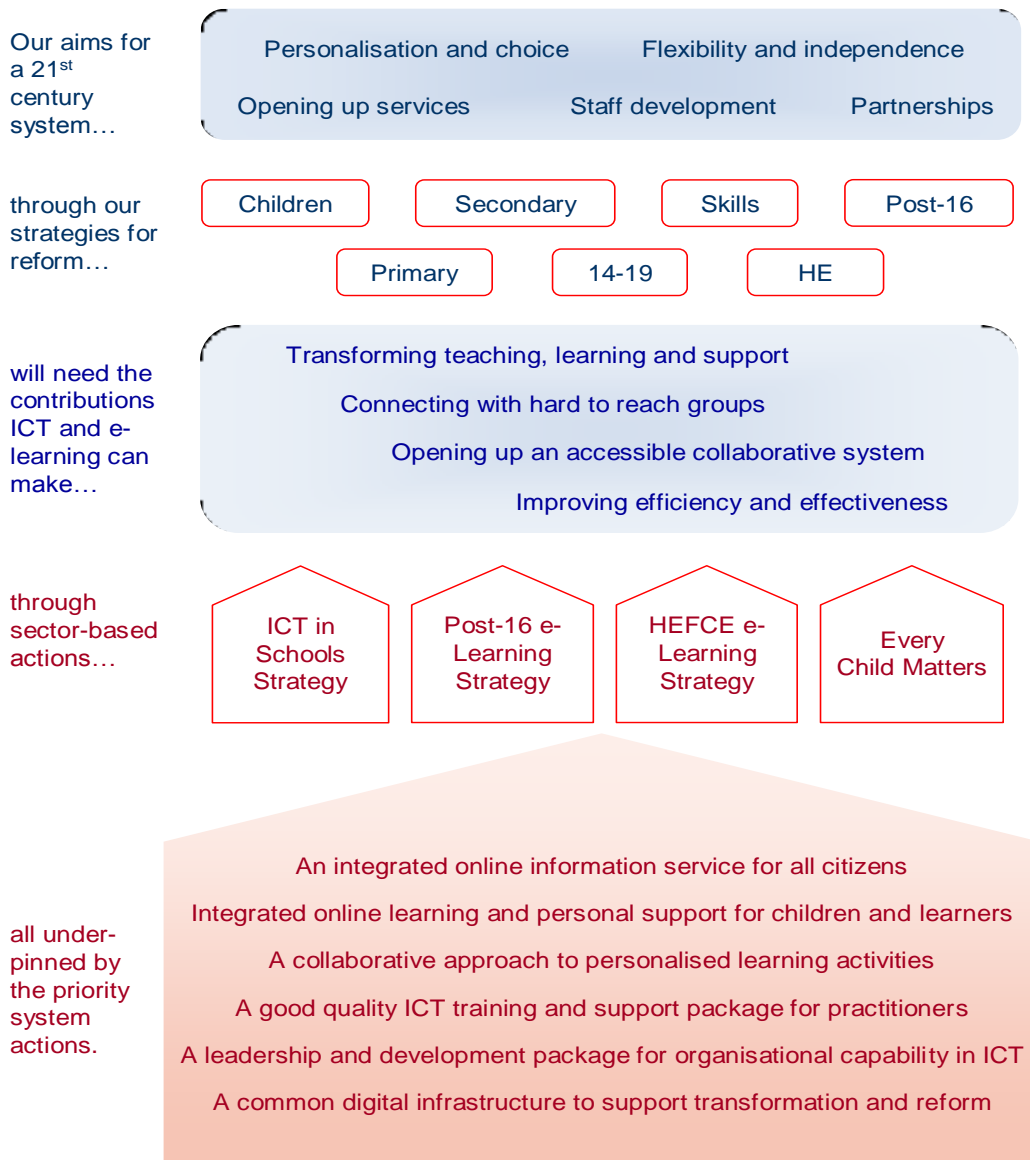 Our aims for
a 21st
century
system…
Personalisation and choice
Flexibility and independence
Opening up services
Staff development
Partnerships
through our
strategies for
reform…
Children
Secondary
Skills
Post-16
Primary
14-19
HE
will need the
contributions
ICT and e-
learning can
make…
Transforming teaching, learning and support
Connecting with hard to reach groups
Opening up an accessible collaborative system
Improving efficiency and effectiveness
through
sector-based
actions…
ICT in
Schools
Strategy
Post-16 e-
Learning
Strategy
HEFCE e-
Learning
Strategy
Every
Child Matters
all under-
pinned by
the priority
system
actions.
An integrated online information service for all citizens
Integrated online learning and personal support for children and learners
A collaborative approach to personalised learning activities
A good quality ICT training and support package for practitioners
A leadership and development package for organisational capability in ICT
A common digital infrastructure to support transformation and reform